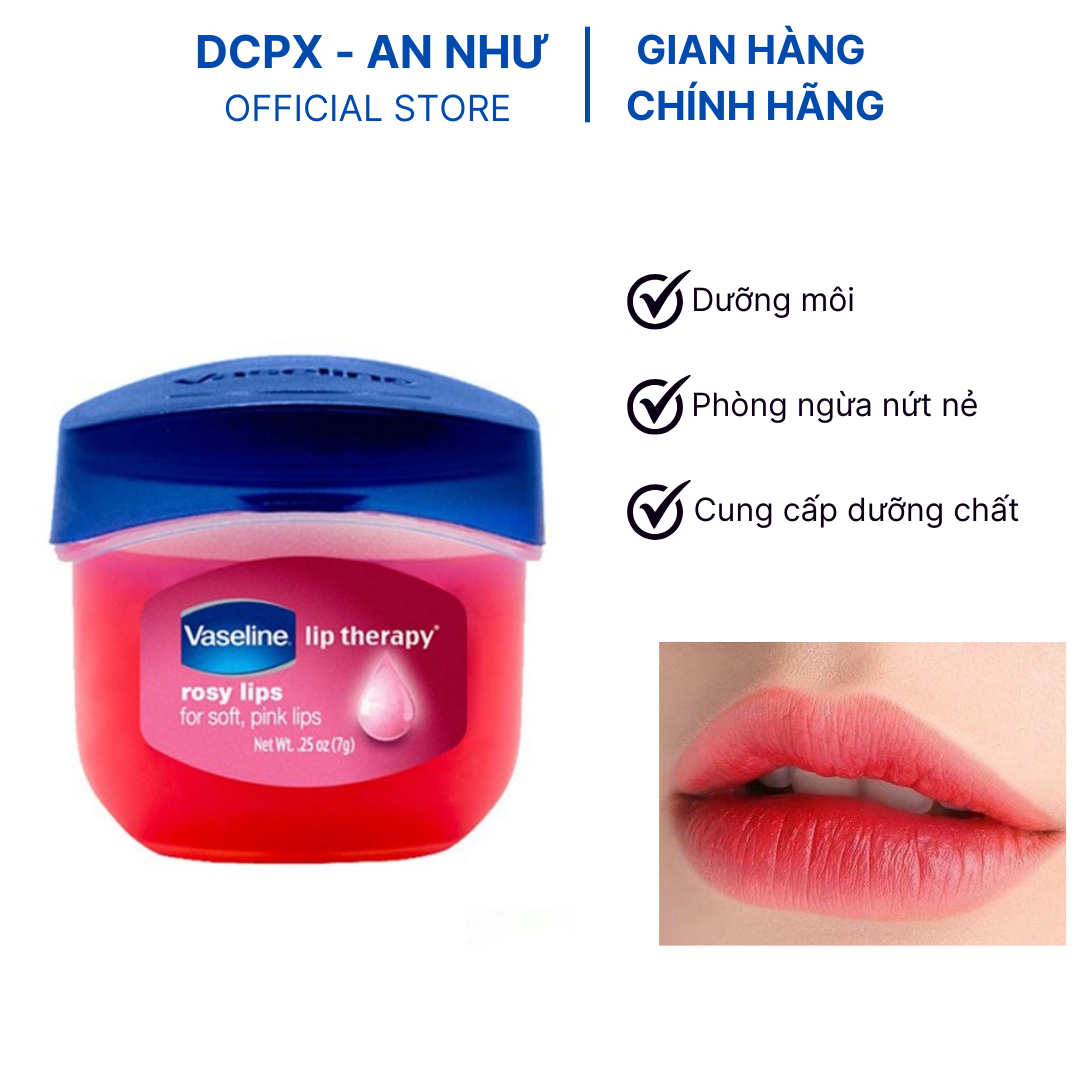 DCPX - AN NHƯ
OFFICIAL STORE
GIAN HÀNG
CHÍNH HÃNG
Dưỡng môi
Phòng ngừa nứt nẻ
Cung cấp dưỡng chất
Vaseline
Vaseline lip therapy
rosy lips
for soft, pink lips
Net Wt. .25 oz (7g)